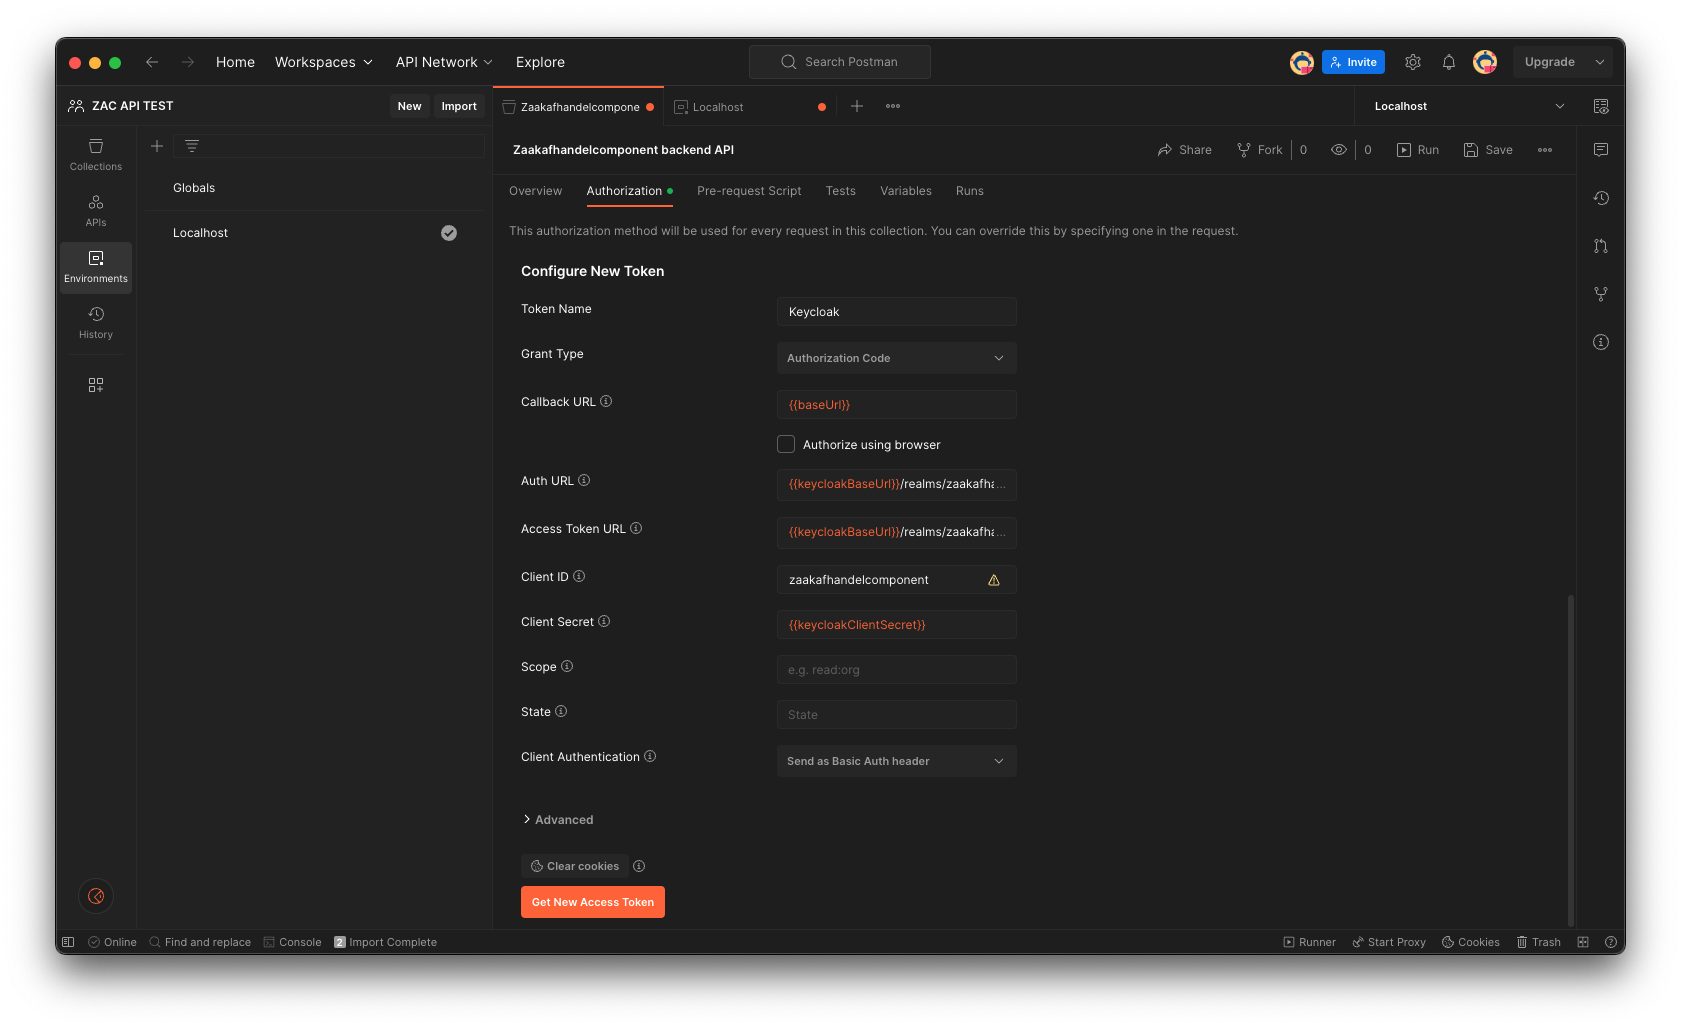 Home Workspaces API Network Explore Search Postman Invite Upgrade
ZAC API TEST New Import Zaakafhandelcompone Localhost Localhost
Collections
APIs
Environments
History
Globals
Localhost
Zaakafhandelcomponent backend API Share Fork 0 0 Run Save
Overview Authorization Pre-request Script Tests Variables Runs
This authorization method will be used for every request in this collection. You can override this by specifying one in the request.
Configure New Token
Token Name Keycloak
Grant Type Authorization Code
Callback URL {{baseUrl}}
Authorize using browser
Auth URL {{keycloakBaseUrl}}/realms/zaakafha...
Access Token URL {{keycloakBaseUrl}}/realms/zaakafha...
Client ID zaakafhandelcomponent
Client Secret {{keycloakClientSecret}}
Scope e.g. read:org
State State
Client Authentication Send as Basic Auth header
Advanced
Clear cookies
Get New Access Token
Online Find and replace Console 2 Import Complete Runner Start Proxy Cookies Trash